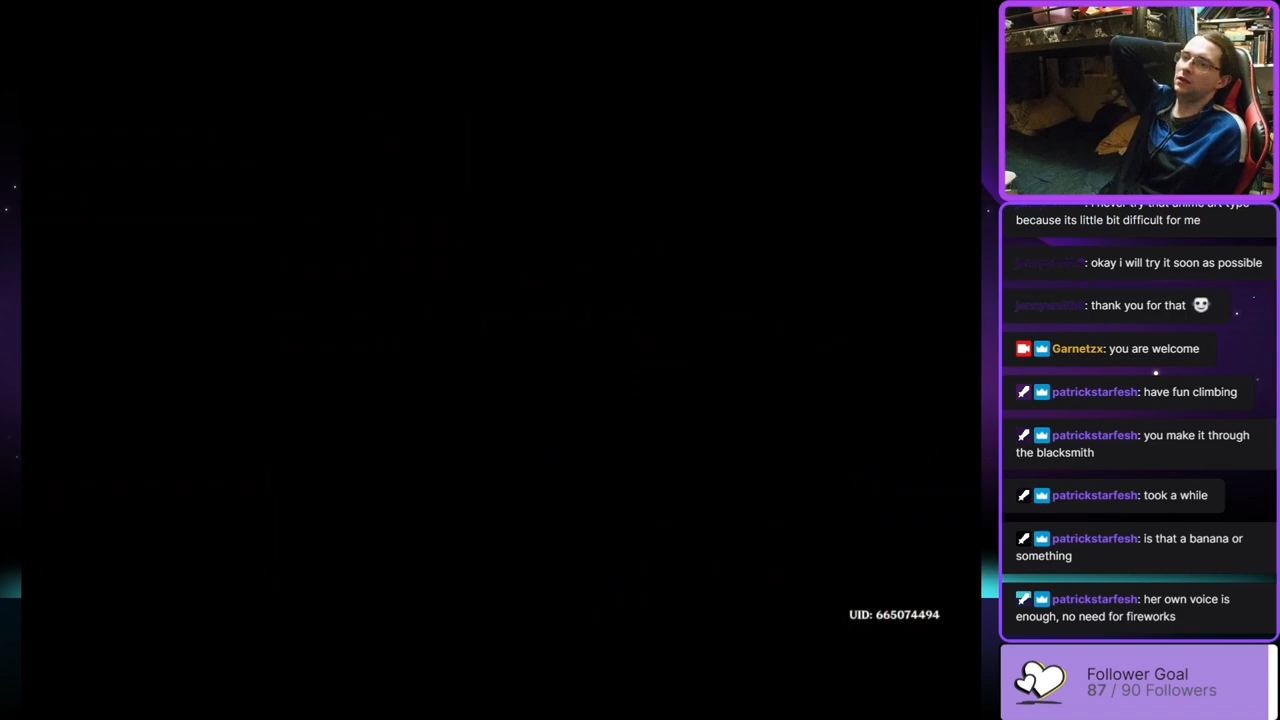 because its little bit difficult for me
: okay i will try it soon as possible
: thank you for that
Garnetzx: you are welcome
patrickstarfesh: have fun climbing
patrickstarfesh: you make it through
the blacksmith
patrickstarfesh: took a while
patrickstarfesh: is that a banana or
something
patrickstarfesh: her own voice is
enough, no need for fireworks
UID: 665074494
Follower Goal
87 / 90 Followers